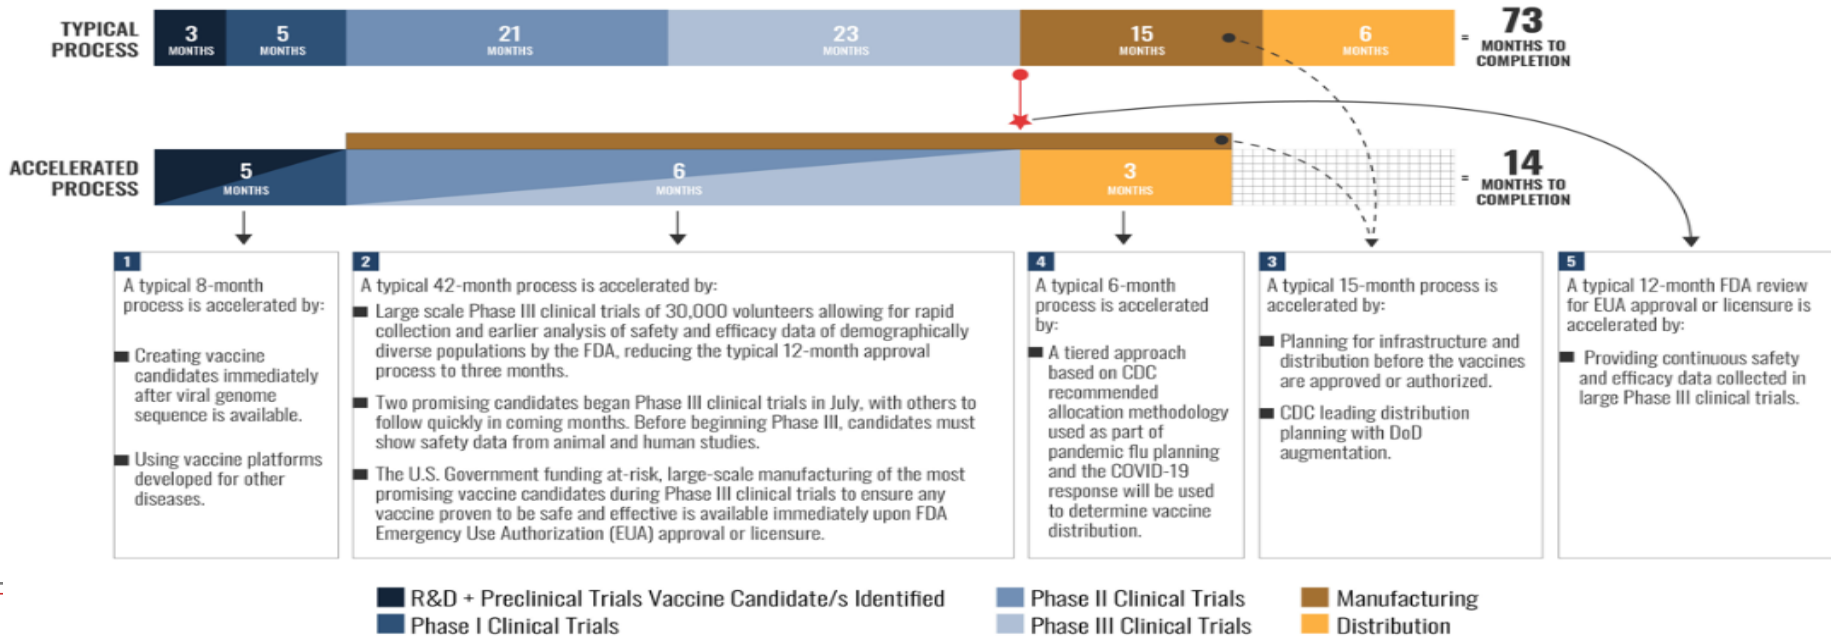 TYPICAL
PROCESS
3
MONTHS
5
MONTHS
21
MONTHS
23
MONTHS
15
MONTHS
6
MONTHS
=
73
MONTHS TO
COMPLETION
ACCELERATED
PROCESS
5
MONTHS
6
MONTHS
3
MONTHS
=
14
MONTHS TO
COMPLETION
1
A typical 8-month
process is accelerated by:
Creating vaccine
candidates immediately
after viral genome
sequence is available.
Using vaccine platforms
developed for other
diseases.
2
A typical 42-month process is accelerated by:
Large scale Phase III clinical trials of 30,000 volunteers allowing for rapid
collection and earlier analysis of safety and efficacy data of demographically
diverse populations by the FDA, reducing the typical 12-month approval
process to three months.
Two promising candidates began Phase III clinical trials in July, with others to
follow quickly in coming months. Before beginning Phase III, candidates must
show safety data from animal and human studies.
The U.S. Government funding at-risk, large-scale manufacturing of the most
promising vaccine candidates during Phase III clinical trials to ensure any
vaccine proven to be safe and effective is available immediately upon FDA
Emergency Use Authorization (EUA) approval or licensure.
4
A typical 6-month
process is accelerated
by:
A tiered approach
based on CDC
recommended
allocation methodology
used as part of
pandemic flu planning
and the COVID-19
response will be used
to determine vaccine
distribution.
3
A typical 15-month process is
accelerated by:
Planning for infrastructure and
distribution before the vaccines
are approved or authorized.
CDC leading distribution
planning with DoD
augmentation.
5
A typical 12-month FDA review
for EUA approval or licensure is
accelerated by:
Providing continuous safety
and efficacy data collected in
large Phase III clinical trials.
R&D + Preclinical Trials Vaccine Candidate/s Identified
Phase I Clinical Trials
Phase II Clinical Trials
Phase III Clinical Trials
Manufacturing
Distribution